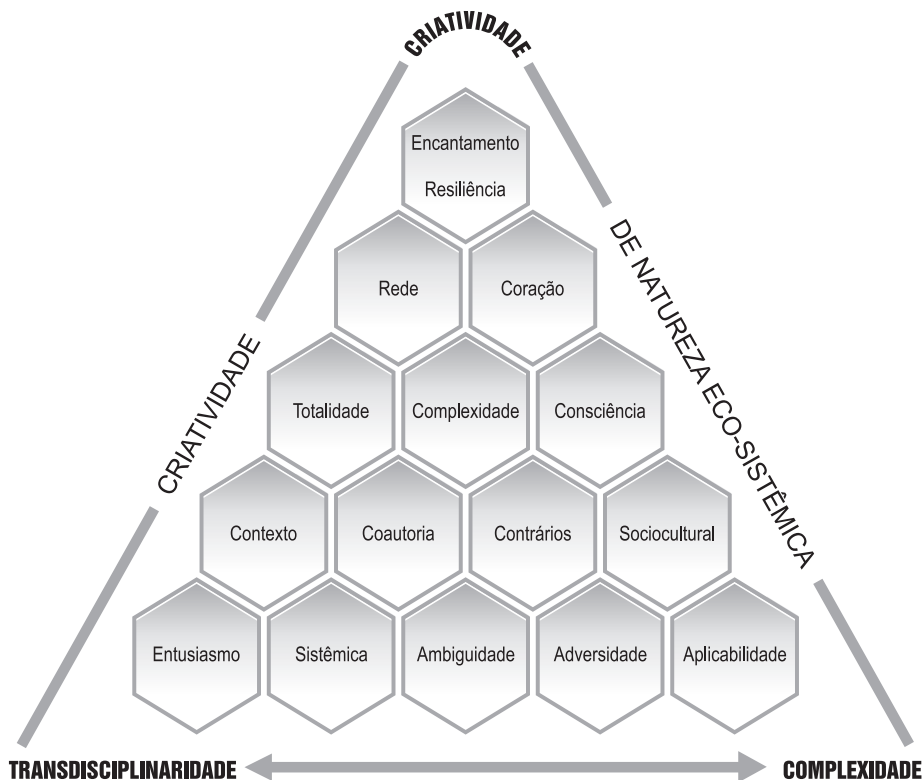 CRIATIVIDADE
Encantamento
Resiliência
Rede
Coração
CRIATIVIDADE
DE NATUREZA ECO-SISTÊMICA
Totalidade
Complexidade
Consciência
Contexto
Coautoria
Contrários
Sociocultural
Entusiasmo
Sistêmica
Ambiguidade
Adversidade
Aplicabilidade
TRANSDISCIPLINARIDADE
COMPLEXIDADE